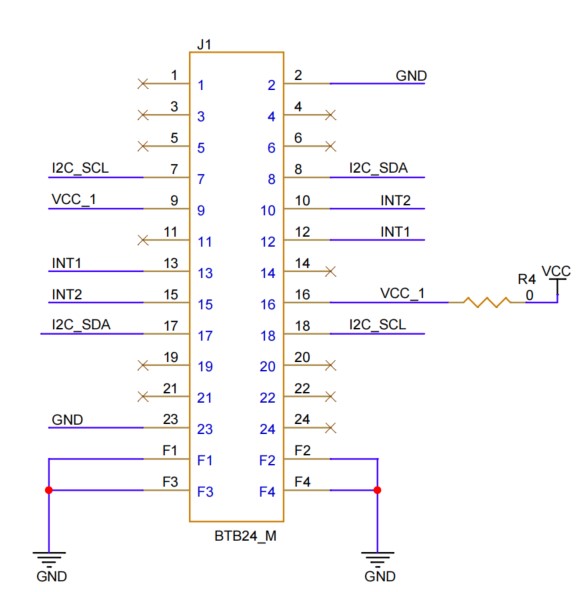 J1
1 1 2 2 GND
3 3 4 4
5 5 6 6
I2C_SCL 7 7 8 8 I2C_SDA
VCC_1 9 9 10 10 INT2
11 11 12 12 INT1
INT1 13 13 14 14
INT2 15 15 16 16 VCC_1 R4 0 VCC
I2C_SDA 17 17 18 18 I2C_SCL
19 19 20 20
21 21 22 22
GND 23 23 24 24
F1 F1 F2 F2
F3 F3 F4 F4
BTB24_M
GND GND